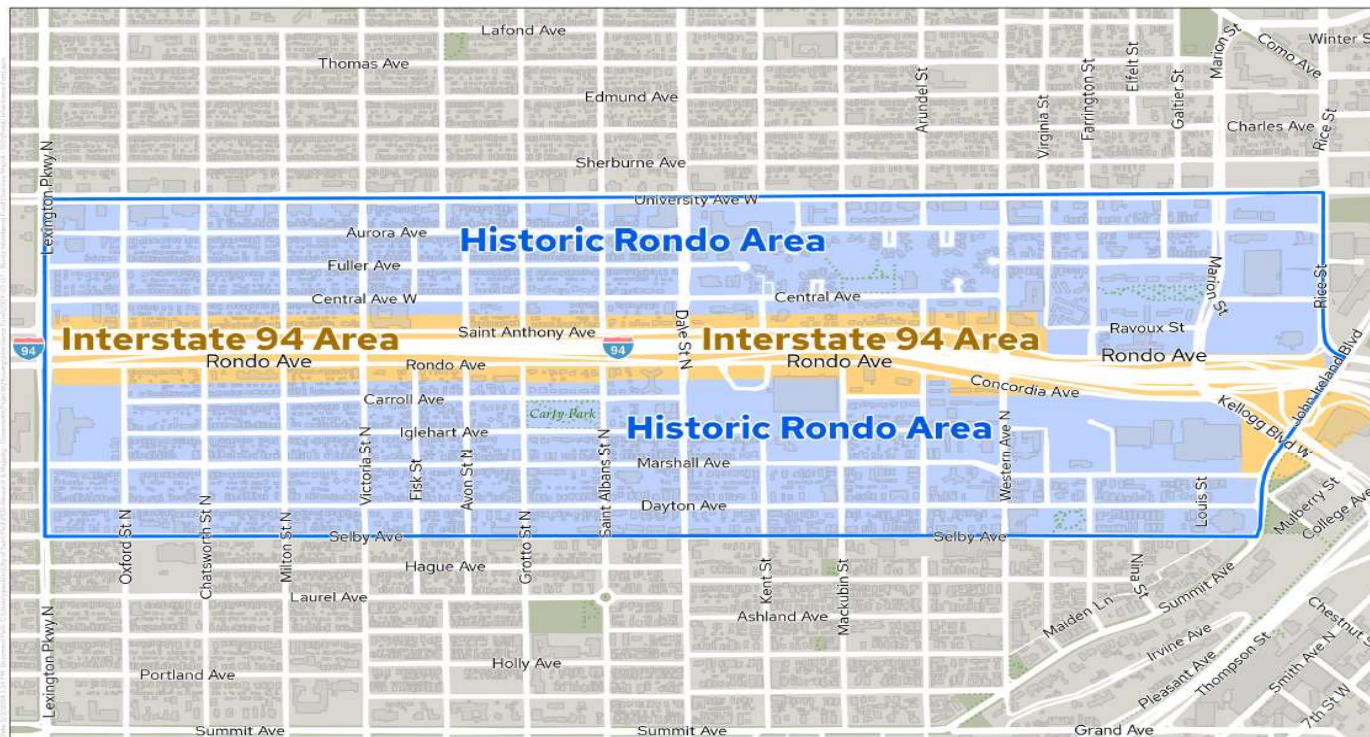 Lafond Ave
Thomas Ave
Edmund Ave
Sherburne Ave
Arundel St
Virginia St
Farrington St
Elfelt St
Galtier St
Marion St
Como Ave
Winter S
Charles Ave
Rice St
Lexington Pkwy N
University Ave W
Aurora Ave
Historic Rondo Area
Fuller Ave
Central Ave W
Central Ave
Marion St
Rice St
Interstate 94 Area
Saint Anthony Ave
Dale St N
Interstate 94 Area
Ravoux St
94
Rondo Ave
Rondo Ave
94
Rondo Ave
Rondo Ave
John Ireland Blvd
Concordia Ave
Carroll Ave
Carty Park
Kellogg Blvd W
Iglehart Ave
Historic Rondo Area
Marshall Ave
Victoria St N
Fisk St
Avon St N
Saint Albans St N
Western Ave N
Dayton Ave
Louis St
Mulberry St
College Ave
Selby Ave
Selby Ave
Oxford St N
Chatsworth St N
Milton St N
Grotto St N
Hague Ave
Kent St
Mackubin St
Nina St
Laurel Ave
Ashland Ave
Maiden Ln
Summit Ave
Chestnut S
Irvine Ave
Lexington Pkwy N
Portland Ave
Holly Ave
Pleasant Ave
Thompson St
Smith Ave N
7th St W
Summit Ave
Summit Ave
Grand Ave